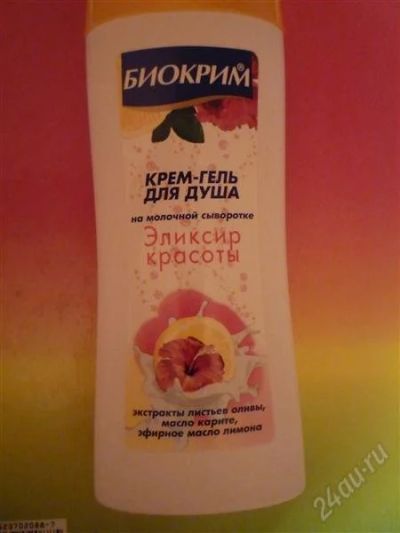 БИОКРИМ®
КРЕМ-ГЕЛЬ
ДЛЯ ДУША
на молочной сыворотке
Эликсир
красоты
экстракты листьев оливы,
масло карите,
эфирное масло лимона
24au.ru